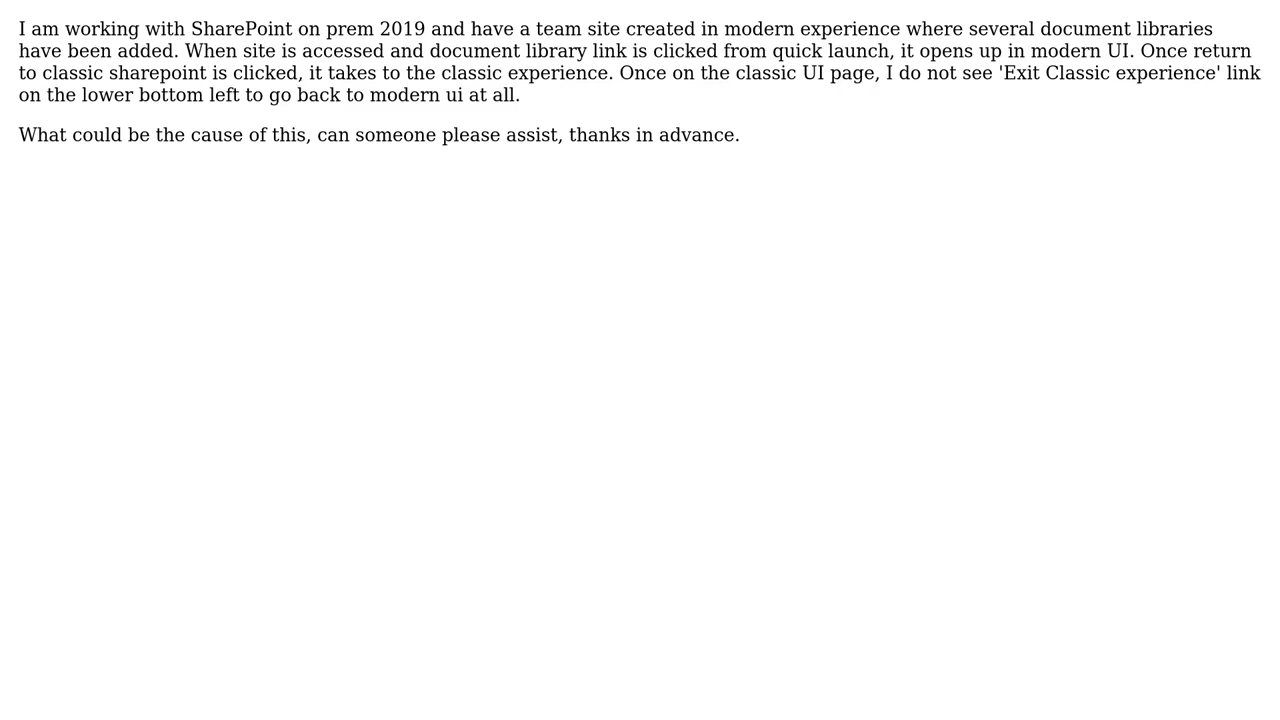 I am working with SharePoint on prem 2019 and have a team site created in modern experience where several document libraries
have been added. When site is accessed and document library link is clicked from quick launch, it opens up in modern UI. Once return
to classic sharepoint is clicked, it takes to the classic experience. Once on the classic UI page, I do not see 'Exit Classic experience' link
on the lower bottom left to go back to modern ui at all.
What could be the cause of this, can someone please assist, thanks in advance.